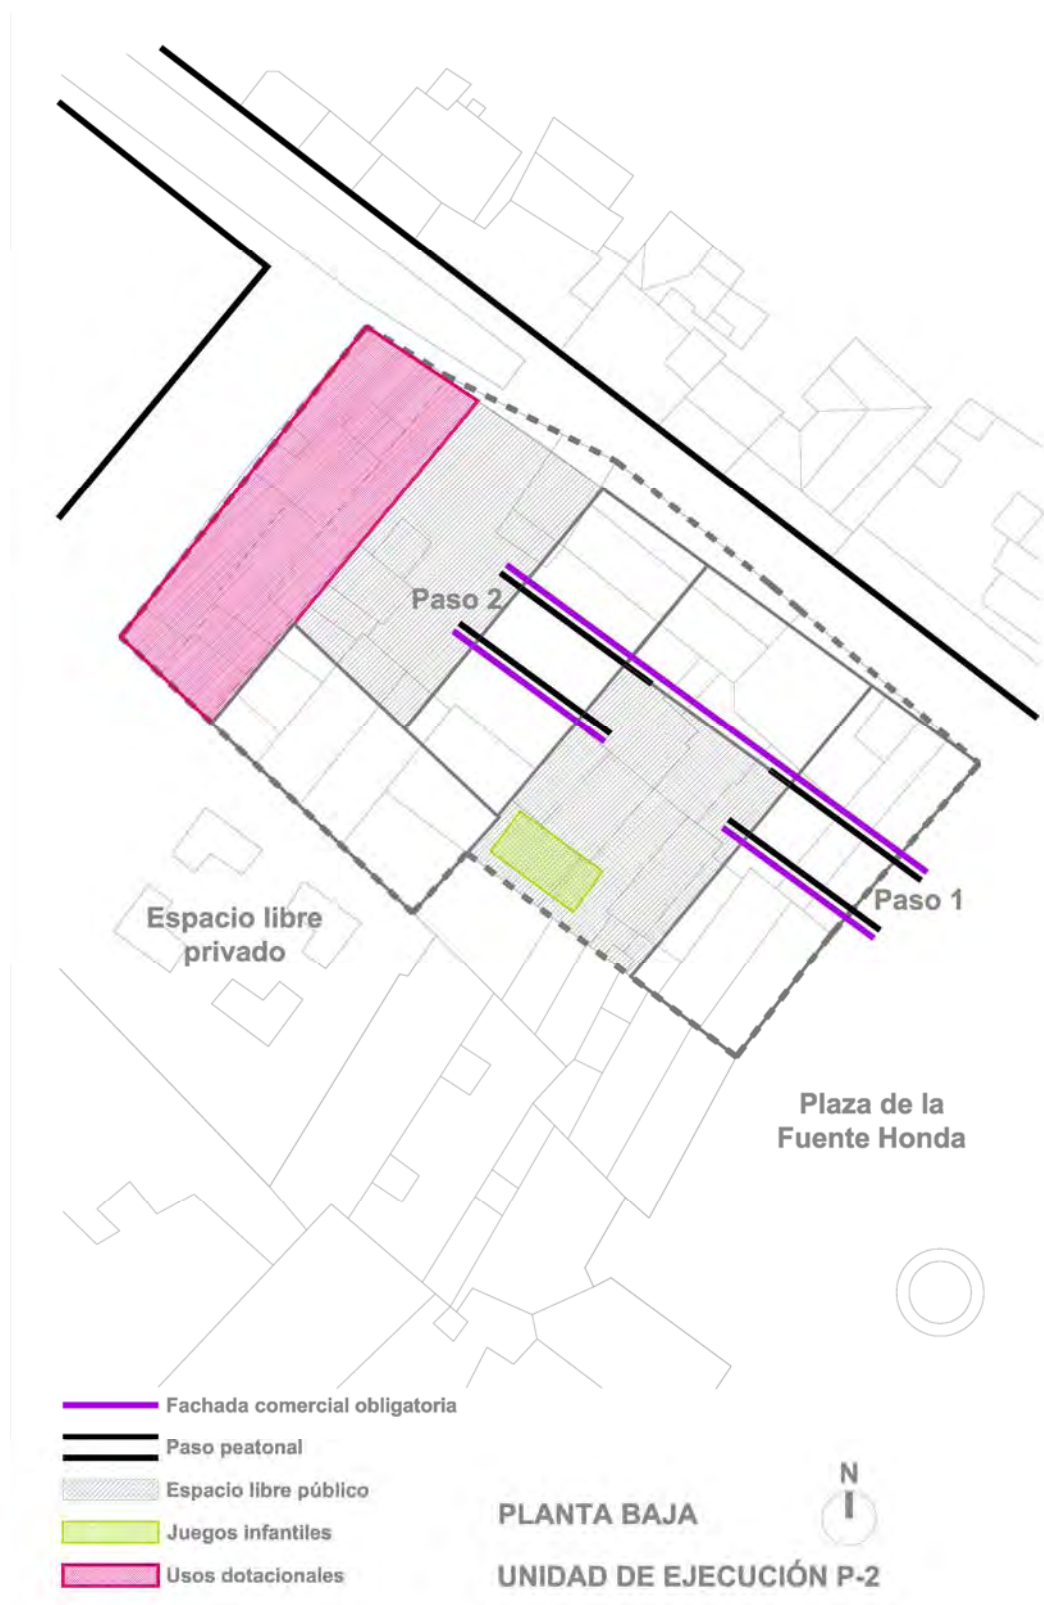 Paso 2
Paso 1
Espacio libre
privado
Plaza de la
Fuente Honda
Fachada comercial obligatoria
Paso peatonal
Espacio libre público
Juegos infantiles
Usos dotacionales
N
PLANTA BAJA
UNIDAD DE EJECUCIÓN P-2